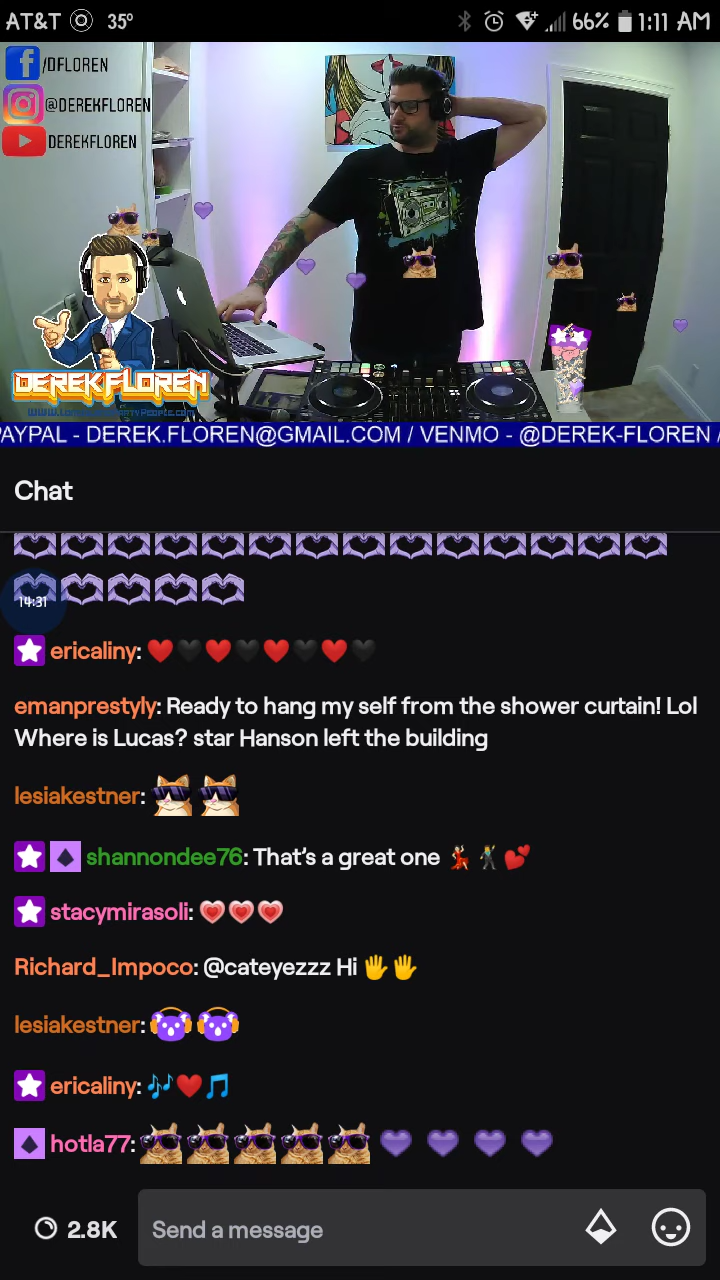 AT&T 35° 66% 1:11 AM
/DFLOREN
@DEREKFLOREN
DEREKFLOREN
DEREKFLOREN
PAYPAL - DEREK.FLOREN@GMAIL.COM / VENMO - @DEREK-FLOREN /
Chat
14:31
ericaliny: ❤️🖤❤️🖤❤️🖤❤️🖤
emanprestyly: Ready to hang my self from the shower curtain! Lol
Where is Lucas? star Hanson left the building
lesiakestner:
shannondee76: That's a great one 💃🕺💕
stacymirasoli: 💗💗💗
Richard_Impoco: @cateyezzz Hi 🖐🖐
lesiakestner:
ericaliny: 🎶❤️🎵
hotla77:
2.8K Send a message